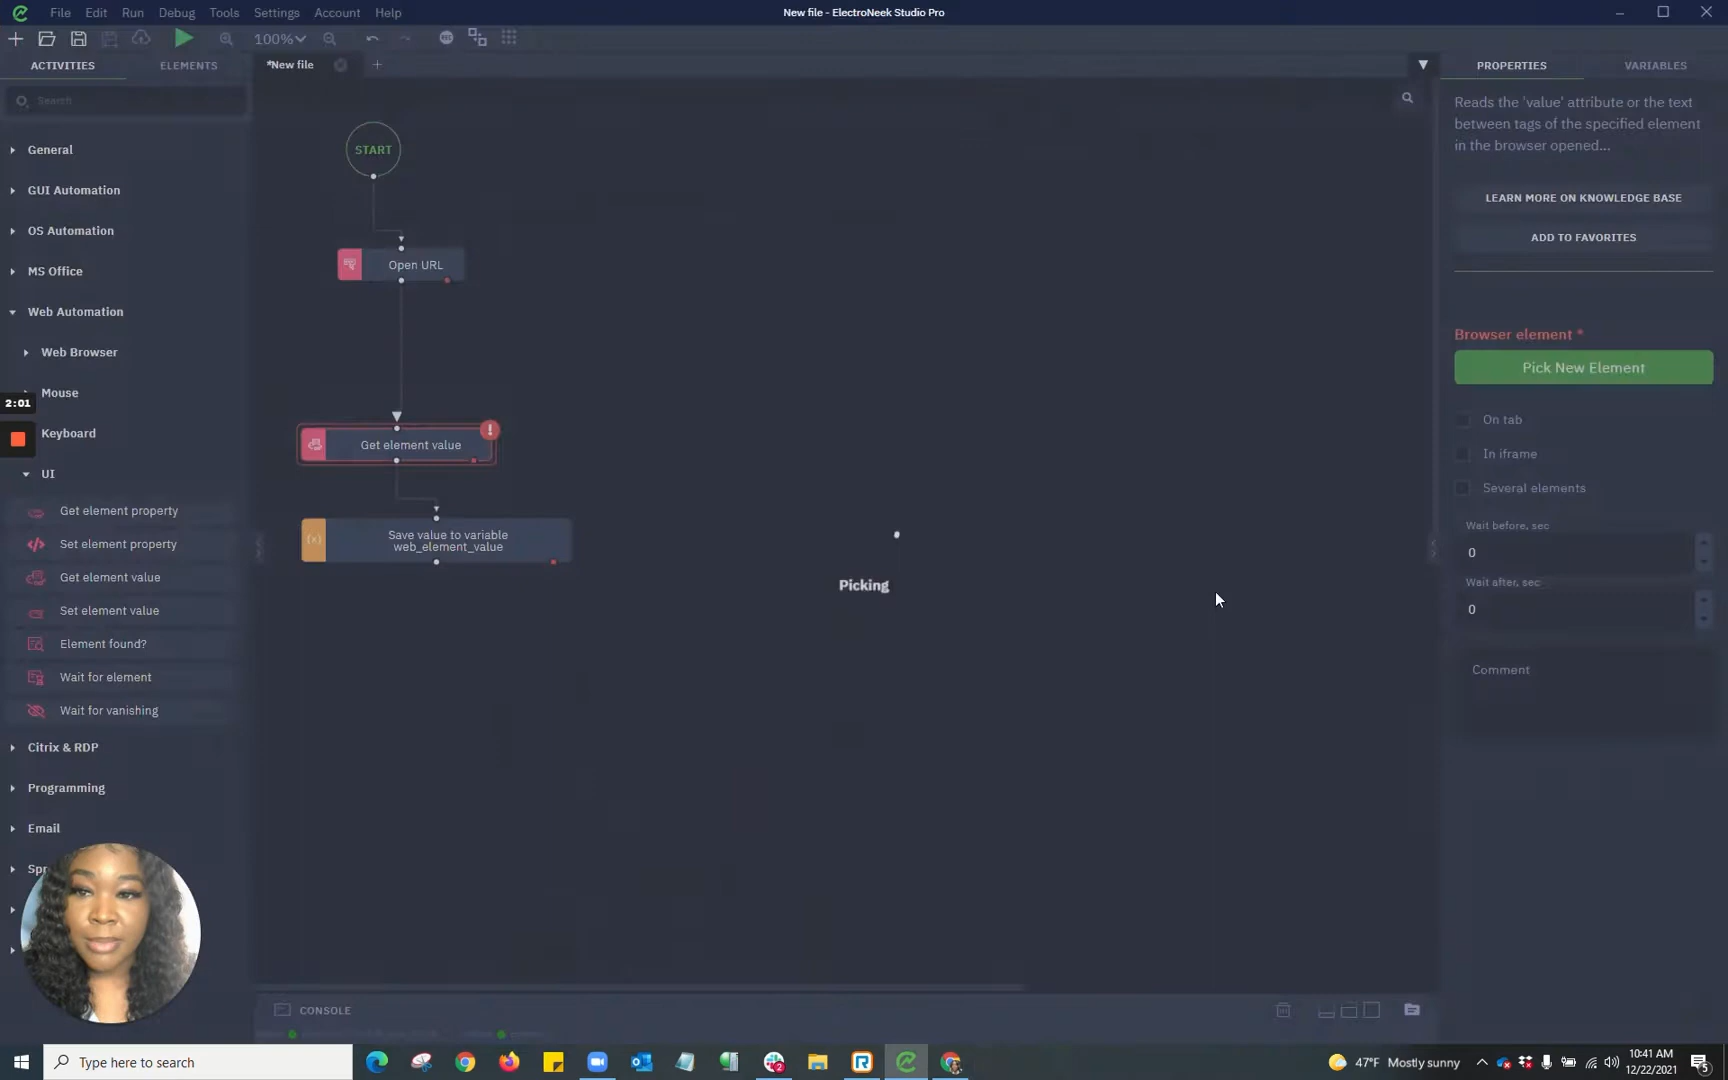 File Edit Run Debug Tools Settings Account Help
New file - ElectroNeek Studio Pro
100%
ACTIVITIES ELEMENTS
*New file
PROPERTIES VARIABLES
Search
General
GUI Automation
OS Automation
MS Office
Web Automation
Web Browser
Mouse
2:01
Keyboard
UI
Get element property
Set element property
Get element value
Set element value
Element found?
Wait for element
Wait for vanishing
Citrix & RDP
Programming
Email
Spr
START
Open URL
Get element value
!
Save value to variable
web_element_value
(x)
Picking
Reads the 'value' attribute or the text
between tags of the specified element
in the browser opened...
LEARN MORE ON KNOWLEDGE BASE
ADD TO FAVORITES
Browser element *
Pick New Element
On tab
In iframe
Several elements
Wait before, sec
0
Wait after, sec
0
Comment
CONSOLE
Type here to search
2
47°F Mostly sunny
10:41 AM
12/22/2021
5